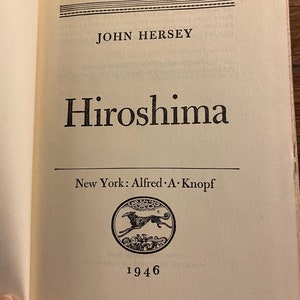 JOHN HERSEY
Hiroshima
New York: Alfred·A·Knopf
1946